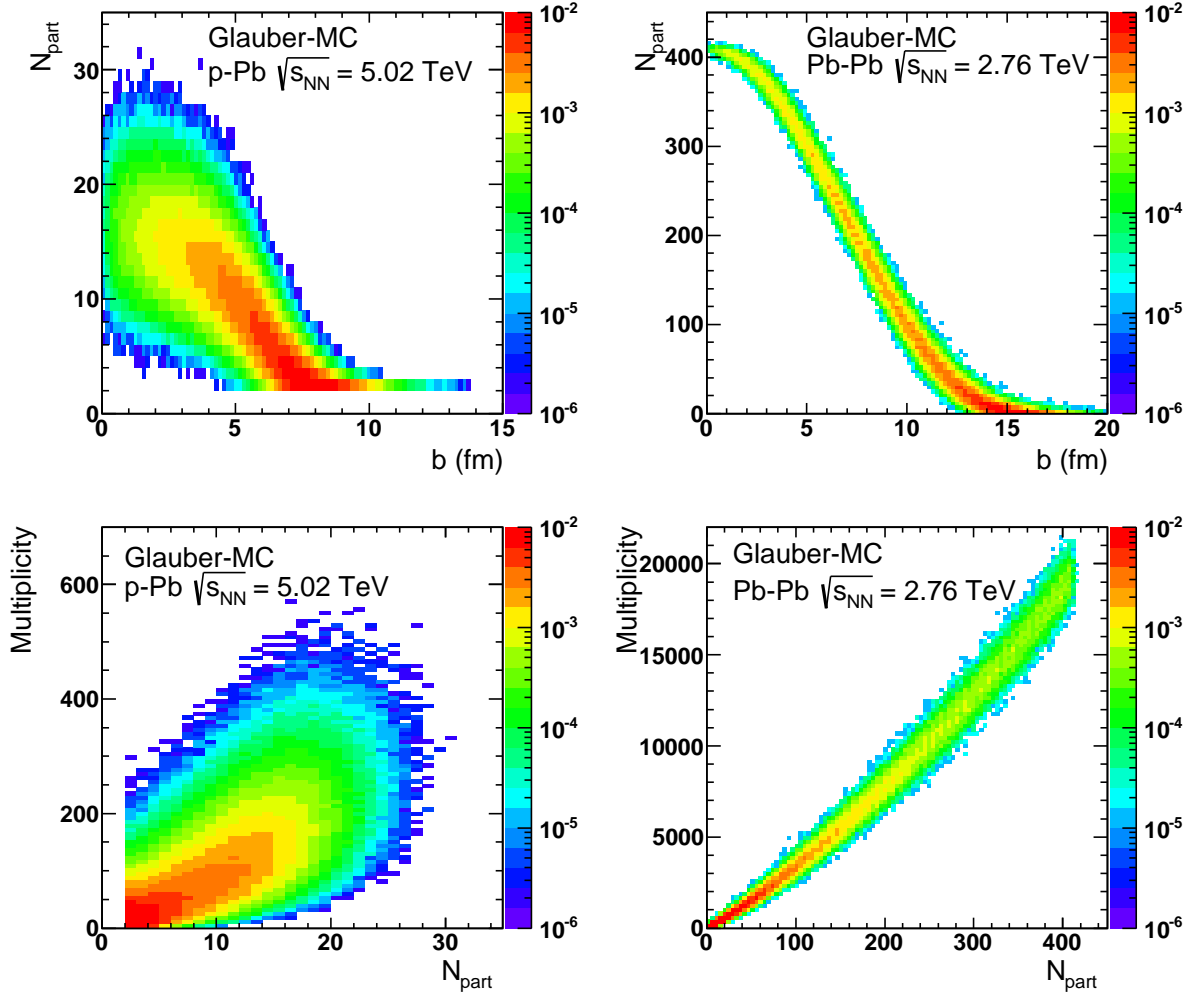 Glauber-MC
p-Pb √sNN = 5.02 TeV
Npart
30
20
10
0
0 5 10 15
b (fm)
10-2
10-3
10-4
10-5
10-6
Glauber-MC
Pb-Pb √sNN = 2.76 TeV
Npart
400
300
200
100
0
0 5 10 15 20
b (fm)
10-2
10-3
10-4
10-5
10-6
Glauber-MC
p-Pb √sNN = 5.02 TeV
Multiplicity
600
400
200
0
0 10 20 30
Npart
10-2
10-3
10-4
10-5
10-6
Glauber-MC
Pb-Pb √sNN = 2.76 TeV
Multiplicity
20000
15000
10000
5000
0
0 100 200 300 400
Npart
10-2
10-3
10-4
10-5
10-6